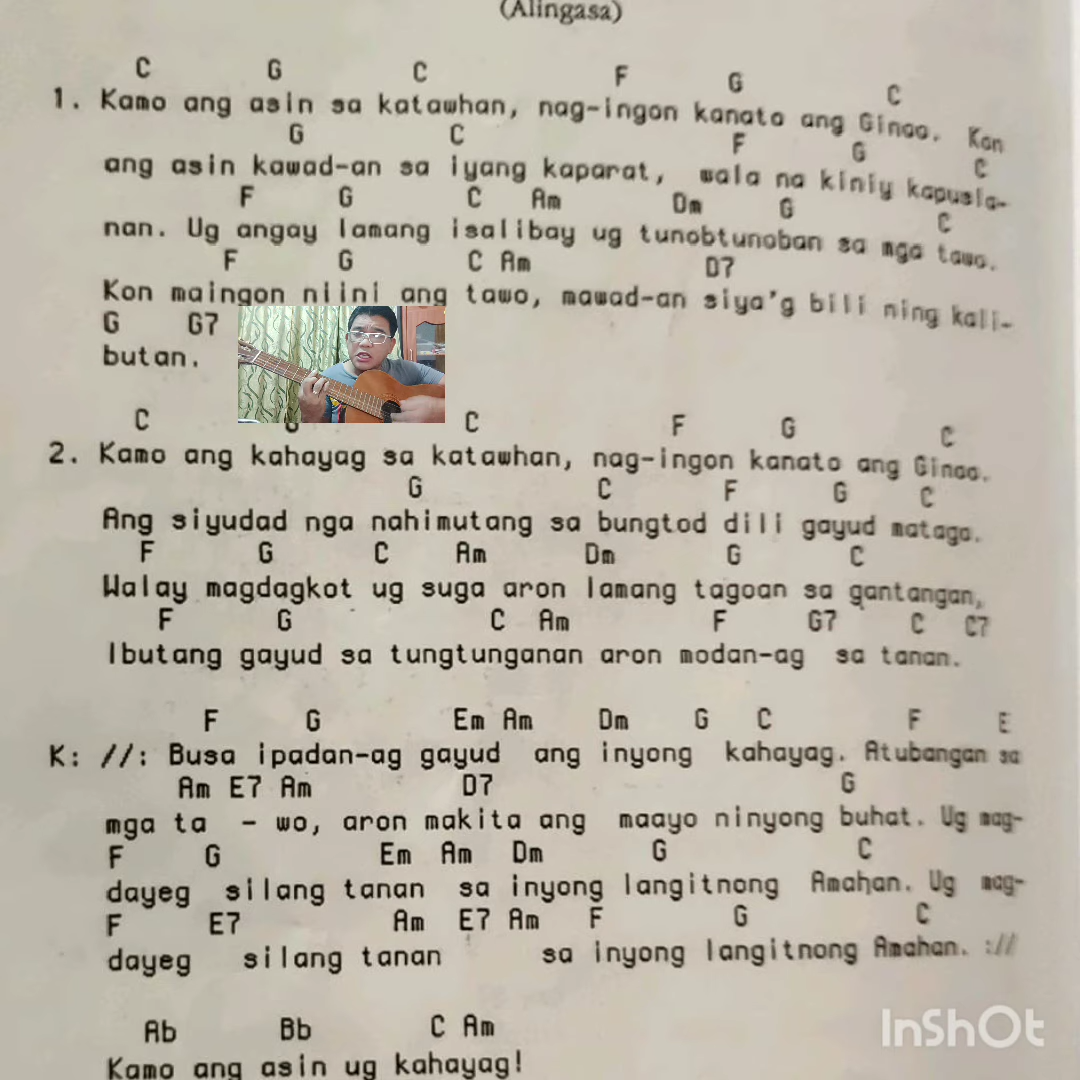 (Alingasa)
C G C F G C
1. Kamo ang asin sa katawhan, nag-ingon kanato ang Ginoo. Kon
G C F G C
ang asin kawad-an sa iyang kaparat, wala na kiniy kapusla-
F G C Am Dm G C
nan. Ug angay lamang isalibay ug tunobtunoban sa mga tawo.
F G C Am D7
Kon maingon niini ang tawo, mawad-an siya'g bili ning kali-
G G7
butan.
C G C F G C
2. Kamo ang kahayag sa katawhan, nag-ingon kanato ang Ginoo.
G C F G C
Ang siyudad nga nahimutang sa bungtod dili gayud matago.
F G C Am Dm G C
Walay magdagkot ug suga aron lamang tagoan sa gantangan,
F G C Am F G7 C C7
Ibutang gayud sa tungtunganan aron modan-ag sa tanan.
F G Em Am Dm G C F E
K: //: Busa ipadan-ag gayud ang inyong kahayag. Atubangan sa
Am E7 Am D7 G
mga ta - wo, aron makita ang maayo ninyong buhat. Ug mag-
F G Em Am Dm G C
dayeg silang tanan sa inyong langitnong Amahan. Ug mag-
F E7 Am E7 Am F G C
dayeg silang tanan sa inyong langitnong Amahan. ://
Ab Bb C Am
Kamo ang asin ug kahayag!
InShOt